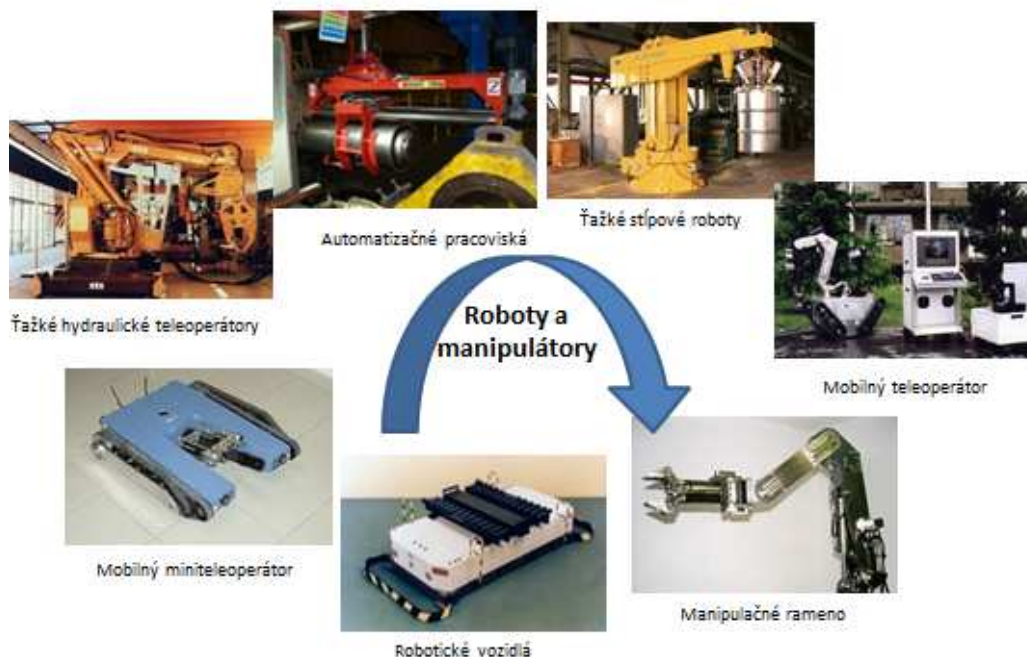 Automatizačné pracoviská
Ťažké stĺpové roboty
Ťažké hydraulické teleoperátory
Roboty a
manipulátory
Mobilný teleoperátor
Mobilný miniteleoperátor
Manipulačné rameno
Robotické vozidlá